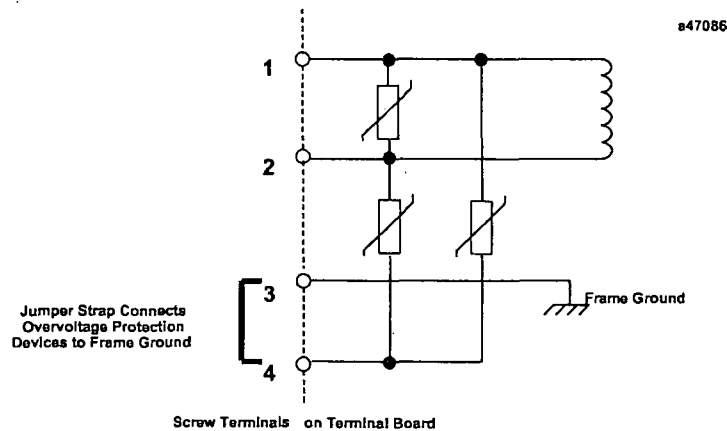 a47086
1
2
3
Frame Ground
Jumper Strap Connects
Overvoltage Protection
Devices to Frame Ground
4
Screw Terminals on Terminal Board